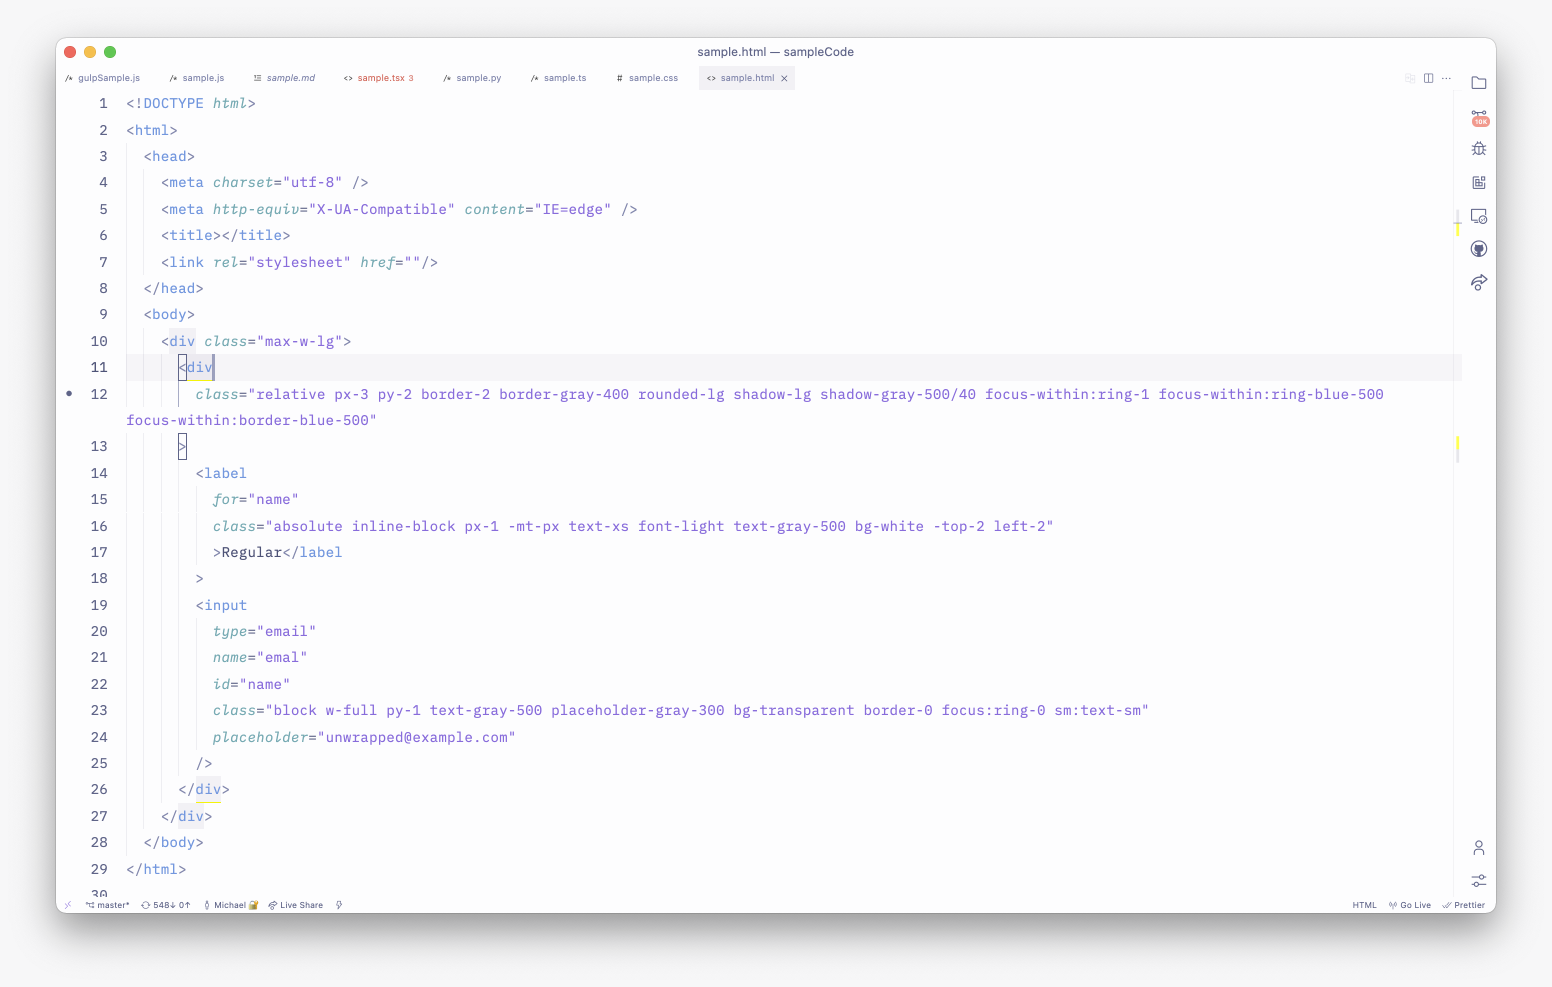 sample.html — sampleCode
gulpSample.js sample.js sample.md sample.tsx 3 sample.py sample.ts # sample.css <> sample.html ×
1 <!DOCTYPE html>
2 <html>
3 <head>
4 <meta charset="utf-8" />
5 <meta http-equiv="X-UA-Compatible" content="IE=edge" />
6 <title></title>
7 <link rel="stylesheet" href=""/>
8 </head>
9 <body>
10 <div class="max-w-lg">
11 <div
12 class="relative px-3 py-2 border-2 border-gray-400 rounded-lg shadow-lg shadow-gray-500/40 focus-within:ring-1 focus-within:ring-blue-500
focus-within:border-blue-500"
13 >
14 <label
15 for="name"
16 class="absolute inline-block px-1 -mt-px text-xs font-light text-gray-500 bg-white -top-2 left-2"
17 >Regular</label
18 >
19 <input
20 type="email"
21 name="emal"
22 id="name"
23 class="block w-full py-1 text-gray-500 placeholder-gray-300 bg-transparent border-0 focus:ring-0 sm:text-sm"
24 placeholder="unwrapped@example.com"
25 />
26 </div>
27 </div>
28 </body>
29 </html>
30
10K
master* 548↓ 0↑ Michael 🔐 Live Share HTML Go Live Prettier